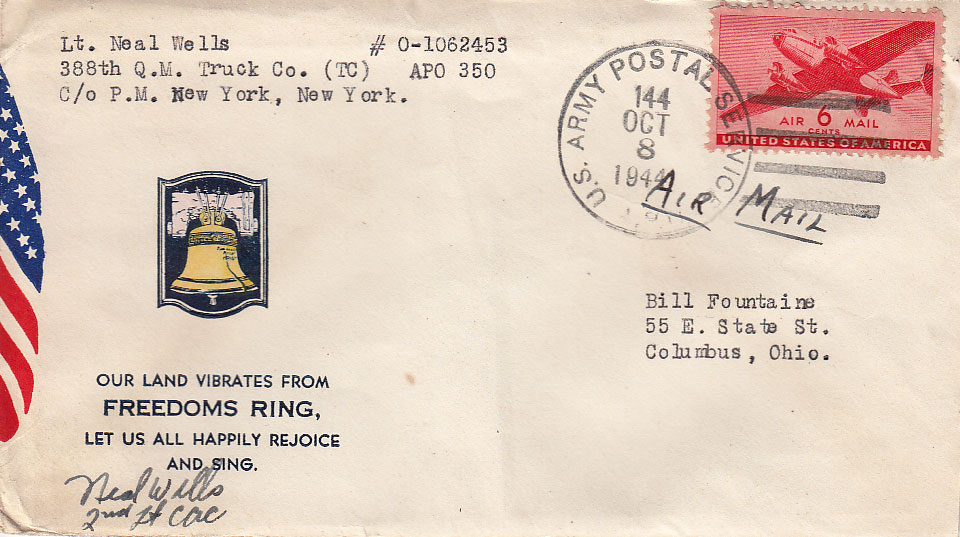 Lt. Neal Wells # 0-1062453
388th Q.M. Truck Co. (TC) APO 350
C/o P.M. New York, New York.
U.S. ARMY POSTAL SERVICE
144
OCT
8
1944
AIR 6 MAIL
CENTS
UNITED STATES OF AMERICA
AIR MAIL
Bill Fountaine
55 E. State St.
Columbus, Ohio.
OUR LAND VIBRATES FROM
FREEDOMS RING,
LET US ALL HAPPILY REJOICE
AND SING.
Neal Wells
2nd Lt CAC